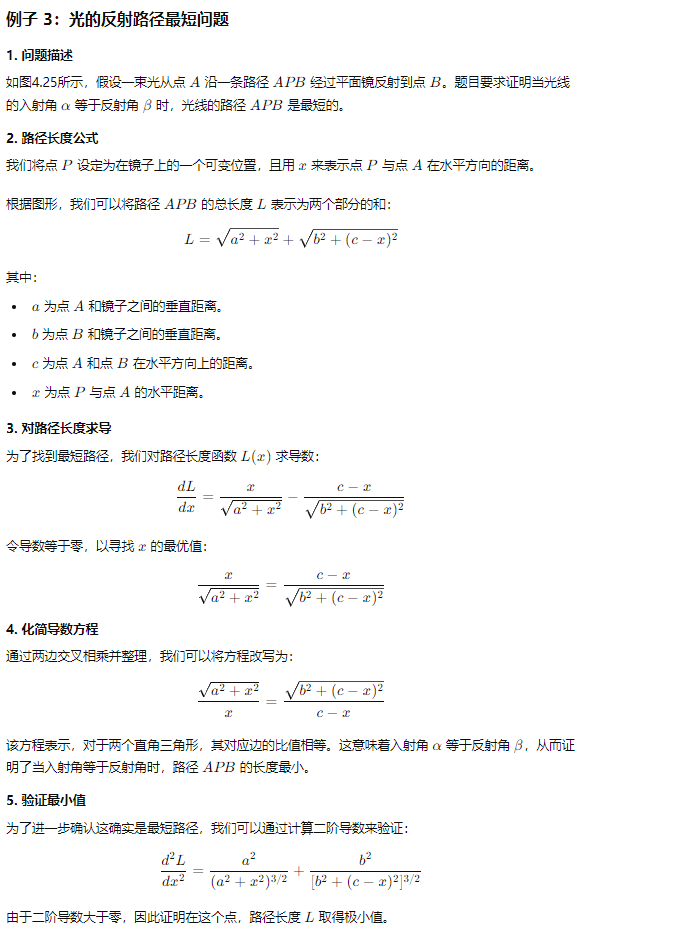 例子 3：光的反射路径最短问题
1. 问题描述
如图4.25所示，假设一束光从点 A 沿一条路径 APB 经过平面镜反射到点 B。题目要求证明当光线
的入射角 α 等于反射角 β 时，光线的路径 APB 是最短的。
2. 路径长度公式
我们将点 P 设定为在镜子上的一个可变位置，且用 x 来表示点 P 与点 A 在水平方向的距离。
根据图形，我们可以将路径 APB 的总长度 L 表示为两个部分的和：
L = √(a² + x²) + √(b² + (c − x)²)
其中：
• a 为点 A 和镜子之间的垂直距离。
• b 为点 B 和镜子之间的垂直距离。
• c 为点 A 和点 B 在水平方向上的距离。
• x 为点 P 与点 A 的水平距离。
3. 对路径长度求导
为了找到最短路径，我们对路径长度函数 L(x) 求导数：
dL/dx = x/√(a² + x²) − (c − x)/√(b² + (c − x)²)
令导数等于零，以寻找 x 的最优值：
x/√(a² + x²) = (c − x)/√(b² + (c − x)²)
4. 化简导数方程
通过两边交叉相乘并整理，我们可以将方程改写为：
√(a² + x²)/x = √(b² + (c − x)²)/(c − x)
该方程表示，对于两个直角三角形，其对应边的比值相等。这意味着入射角 α 等于反射角 β，从而证
明了当入射角等于反射角时，路径 APB 的长度最小。
5. 验证最小值
为了进一步确认这确实是最短路径，我们可以通过计算二阶导数来验证：
d²L/dx² = a²/(a² + x²)^{3/2} + b²/[b² + (c − x)²]^{3/2}
由于二阶导数大于零，因此证明在这个点，路径长度 L 取得极小值。